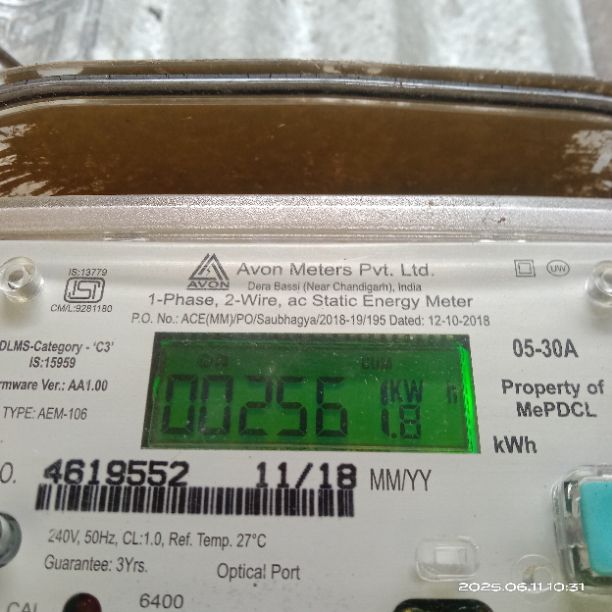 IS:13779
CM/L:9281180
AVON
Avon Meters Pvt. Ltd.
Dera Bassi (Near Chandigarh), India
1-Phase, 2-Wire, ac Static Energy Meter
P.O. No.: ACE(MM)/PO/Saubhagya/2018-19/195 Dated: 12-10-2018
DLMS-Category - 'C3'
IS:15959
rmware Ver.: AA1.00
TYPE: AEM-106
CUM
00256 1.8 KW h
05-30A
Property of
MePDCL
kWh
O. 4619552 11/18 MM/YY
240V, 50Hz, CL:1.0, Ref. Temp. 27°C
Guarantee: 3Yrs.
Optical Port
CAL
6400
2025.06.11 10:31